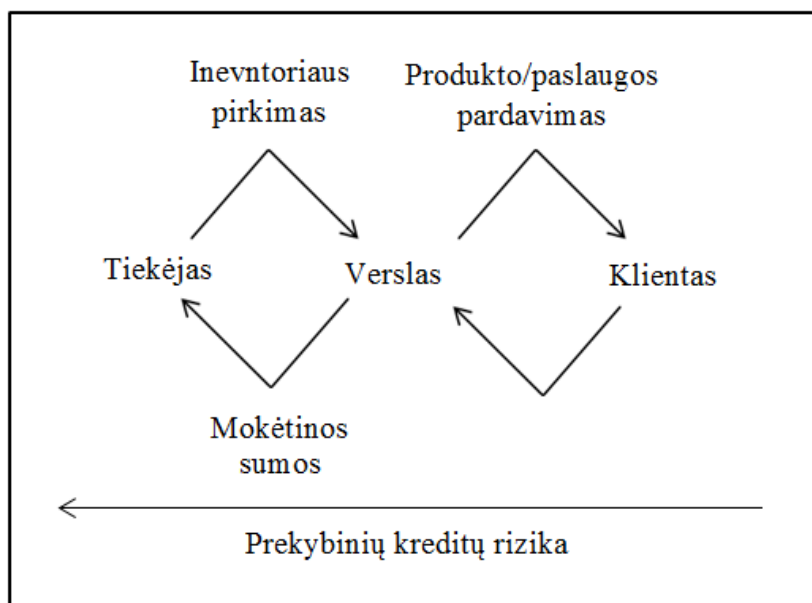 Inevntoriaus
pirkimas
Produkto/paslaugos
pardavimas
Tiekėjas
Verslas
Klientas
Mokėtinos
sumos
Prekybinių kreditų rizika